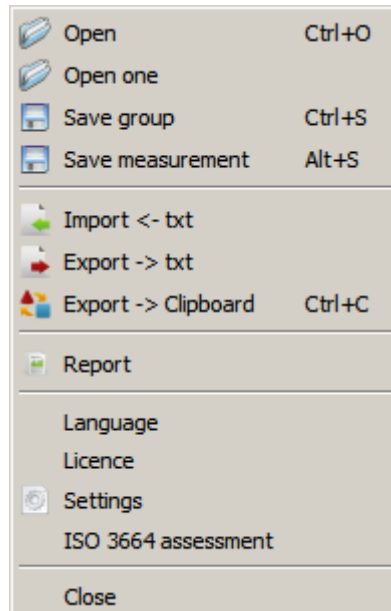 Open Ctrl+O
Open one
Save group Ctrl+S
Save measurement Alt+S
Import <- txt
Export -> txt
Export -> Clipboard Ctrl+C
Report
Language
Licence
Settings
ISO 3664 assessment
Close